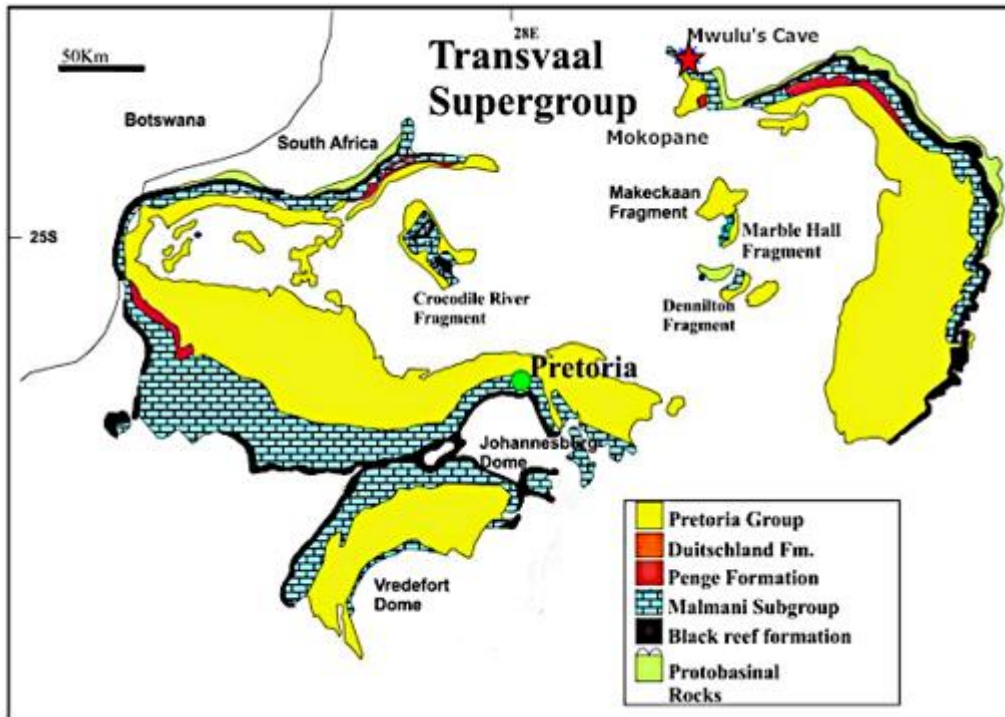 28E
Mwulu's Cave
50Km
Transvaal
Supergroup
Botswana
South Africa
Mokopane
Makeckaan
Fragment
25S
Marble Hall
Fragment
Crocodile River
Fragment
Dennilton
Fragment
Pretoria
Johannesberg
Dome
Vredefort
Dome
Pretoria Group
Duitschland Fm.
Penge Formation
Malmani Subgroup
Black reef formation
Protobasinal
Rocks